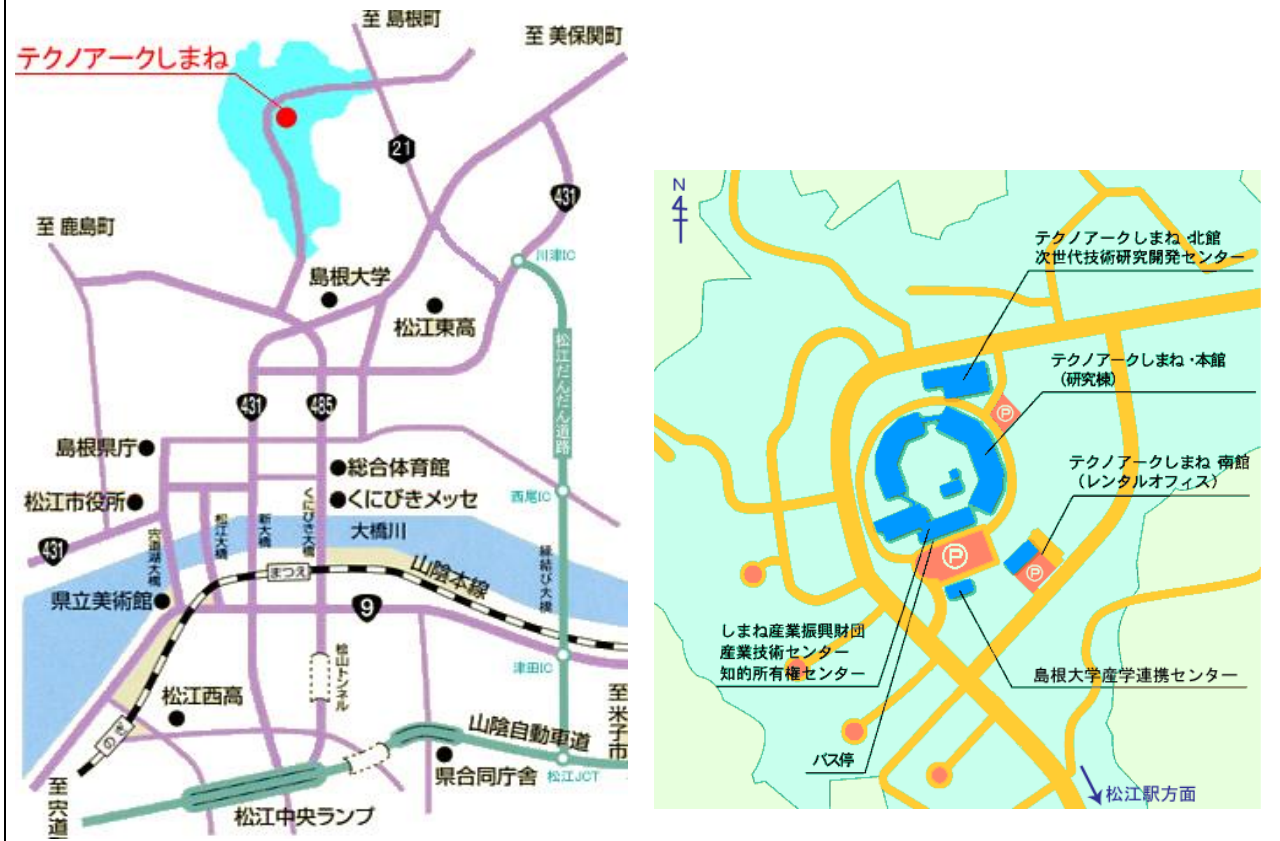 至 島根町
至 美保関町
テクノアークしまね
21
431
至 鹿島町
川津IC
島根大学
松江東高
松江だんだん道路
431
485
島根県庁
総合体育館
松江市役所
くにびきメッセ
西尾IC
大橋川
宍道湖大橋
松江大橋
新大橋
くにびき大橋
縁結び大橋
431
まつえ
山陰本線
県立美術館
9
津田IC
松江西高
桧山トンネル
至 米子市
のぎ
山陰自動車道
県合同庁舎
松江JCT
至 宍道
松江中央ランプ
N
テクノアークしまね 北館
次世代技術研究開発センター
テクノアークしまね・本館
(研究棟)
P
テクノアークしまね 南館
(レンタルオフィス)
P
P
しまね産業振興財団
産業技術センター
知的所有権センター
島根大学産学連携センター
バス停
松江駅方面